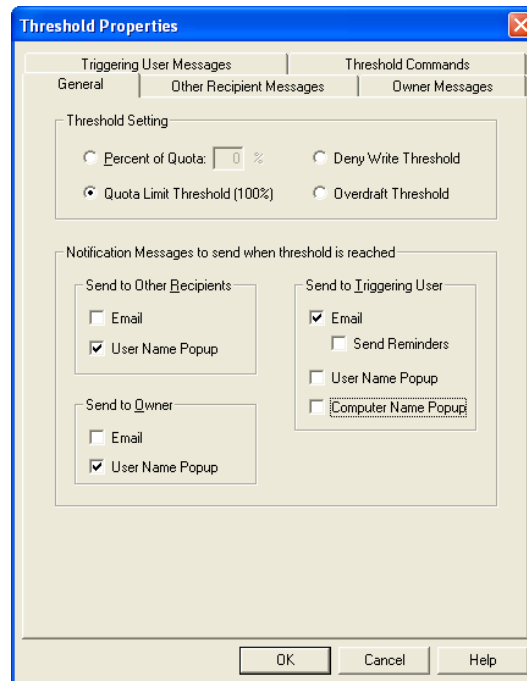 Threshold Properties
Triggering User Messages Threshold Commands
General Other Recipient Messages Owner Messages
Threshold Setting
Percent of Quota: 0 % Deny Write Threshold
Quota Limit Threshold (100%) Overdraft Threshold
Notification Messages to send when threshold is reached
Send to Other Recipients Send to Triggering User
Email Email
User Name Popup Send Reminders
User Name Popup
Send to Owner Computer Name Popup
Email
User Name Popup
OK Cancel Help